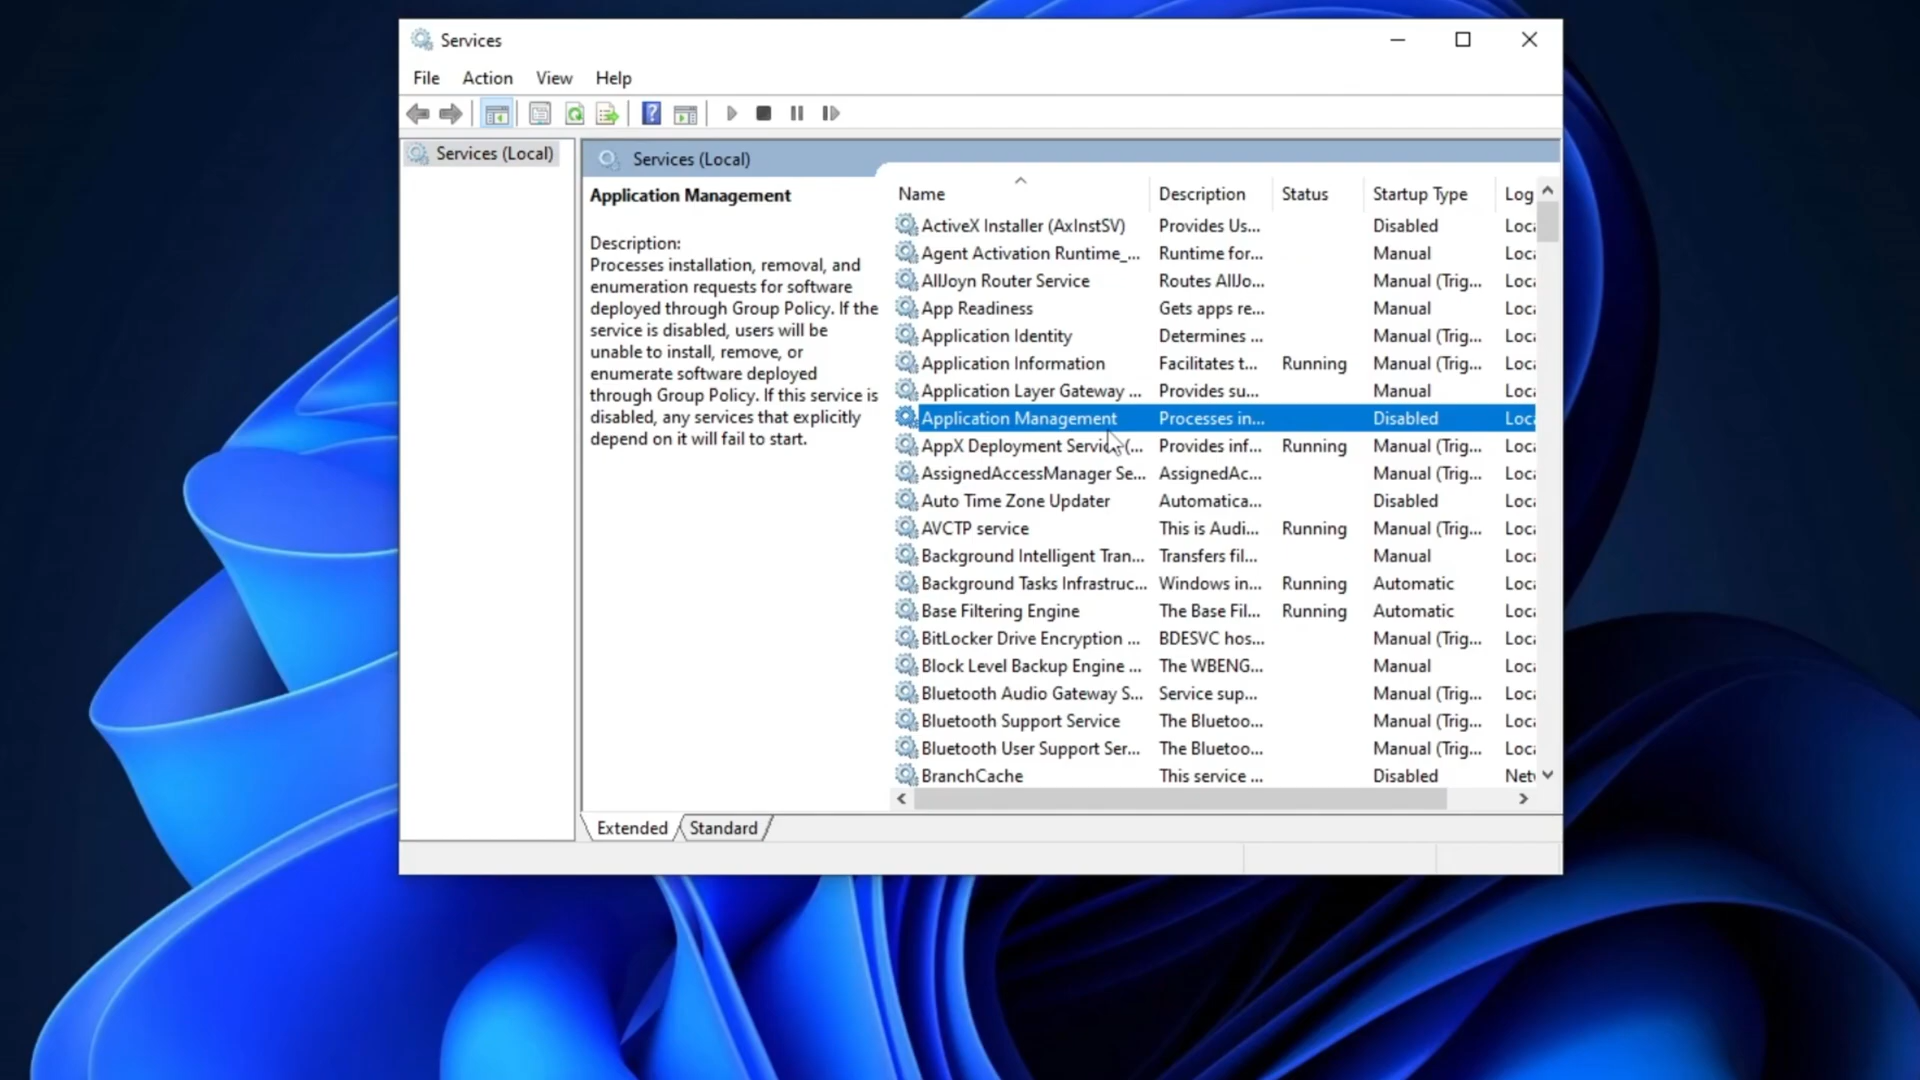 Services
File Action View Help
Services (Local)
Services (Local)
Application Management
Description:
Processes installation, removal, and
enumeration requests for software
deployed through Group Policy. If the
service is disabled, users will be
unable to install, remove, or
enumerate software deployed
through Group Policy. If this service is
disabled, any services that explicitly
depend on it will fail to start.
Name Description Status Startup Type Log
ActiveX Installer (AxInstSV) Provides Us... Disabled Loc
Agent Activation Runtime_... Runtime for... Manual Loc
AllJoyn Router Service Routes AllJo... Manual (Trig... Loc
App Readiness Gets apps re... Manual Loc
Application Identity Determines ... Manual (Trig... Loc
Application Information Facilitates t... Running Manual (Trig... Loc
Application Layer Gateway ... Provides su... Manual Loc
Application Management Processes in... Disabled Loc
AppX Deployment Servic (... Provides inf... Running Manual (Trig... Loc
AssignedAccessManager Se... AssignedAc... Manual (Trig... Loc
Auto Time Zone Updater Automatica... Disabled Loc
AVCTP service This is Audi... Running Manual (Trig... Loc
Background Intelligent Tran... Transfers fil... Manual Loc
Background Tasks Infrastruc... Windows in... Running Automatic Loc
Base Filtering Engine The Base Fil... Running Automatic Loc
BitLocker Drive Encryption ... BDESVC hos... Manual (Trig... Loc
Block Level Backup Engine ... The WBENG... Manual Loc
Bluetooth Audio Gateway S... Service sup... Manual (Trig... Loc
Bluetooth Support Service The Bluetoo... Manual (Trig... Loc
Bluetooth User Support Ser... The Bluetoo... Manual (Trig... Loc
BranchCache This service ... Disabled Net
Extended Standard